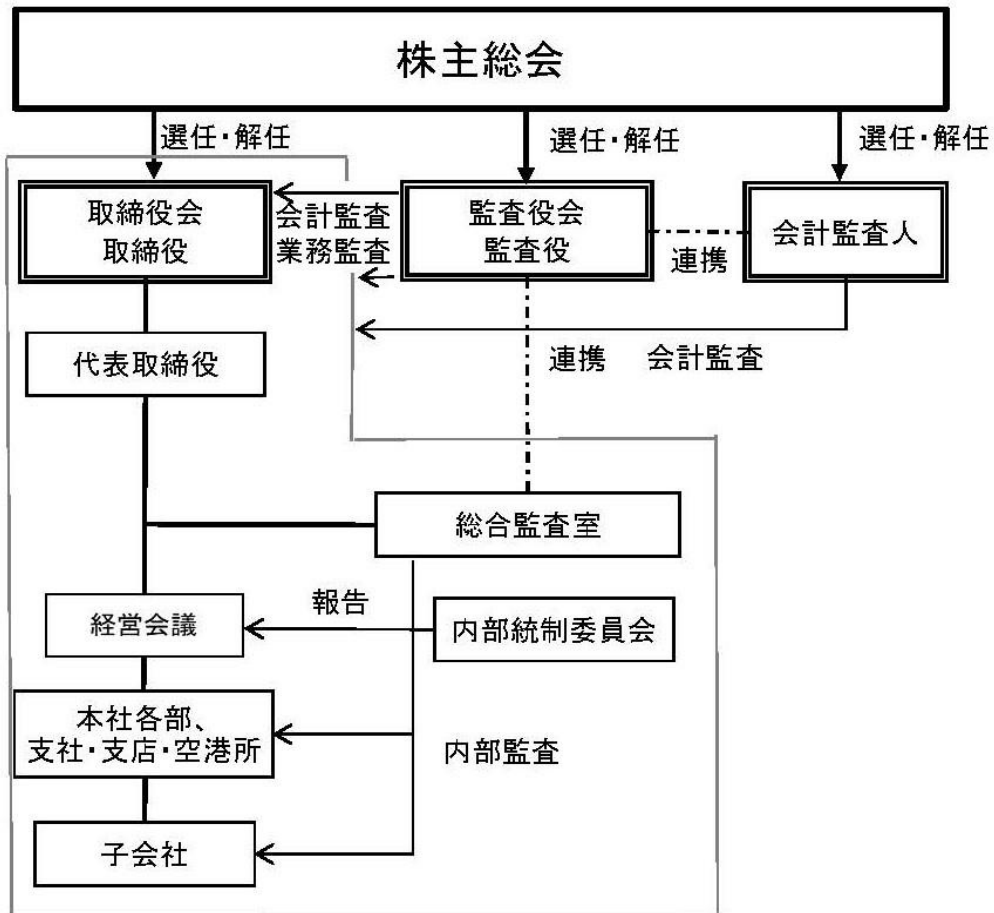 株主総会
選任・解任
選任・解任
選任・解任
取締役会
取締役
会計監査
業務監査
監査役会
監査役
連携
会計監査人
代表取締役
連携
会計監査
総合監査室
報告
経営会議
内部統制委員会
本社各部、
支社・支店・空港所
内部監査
子会社